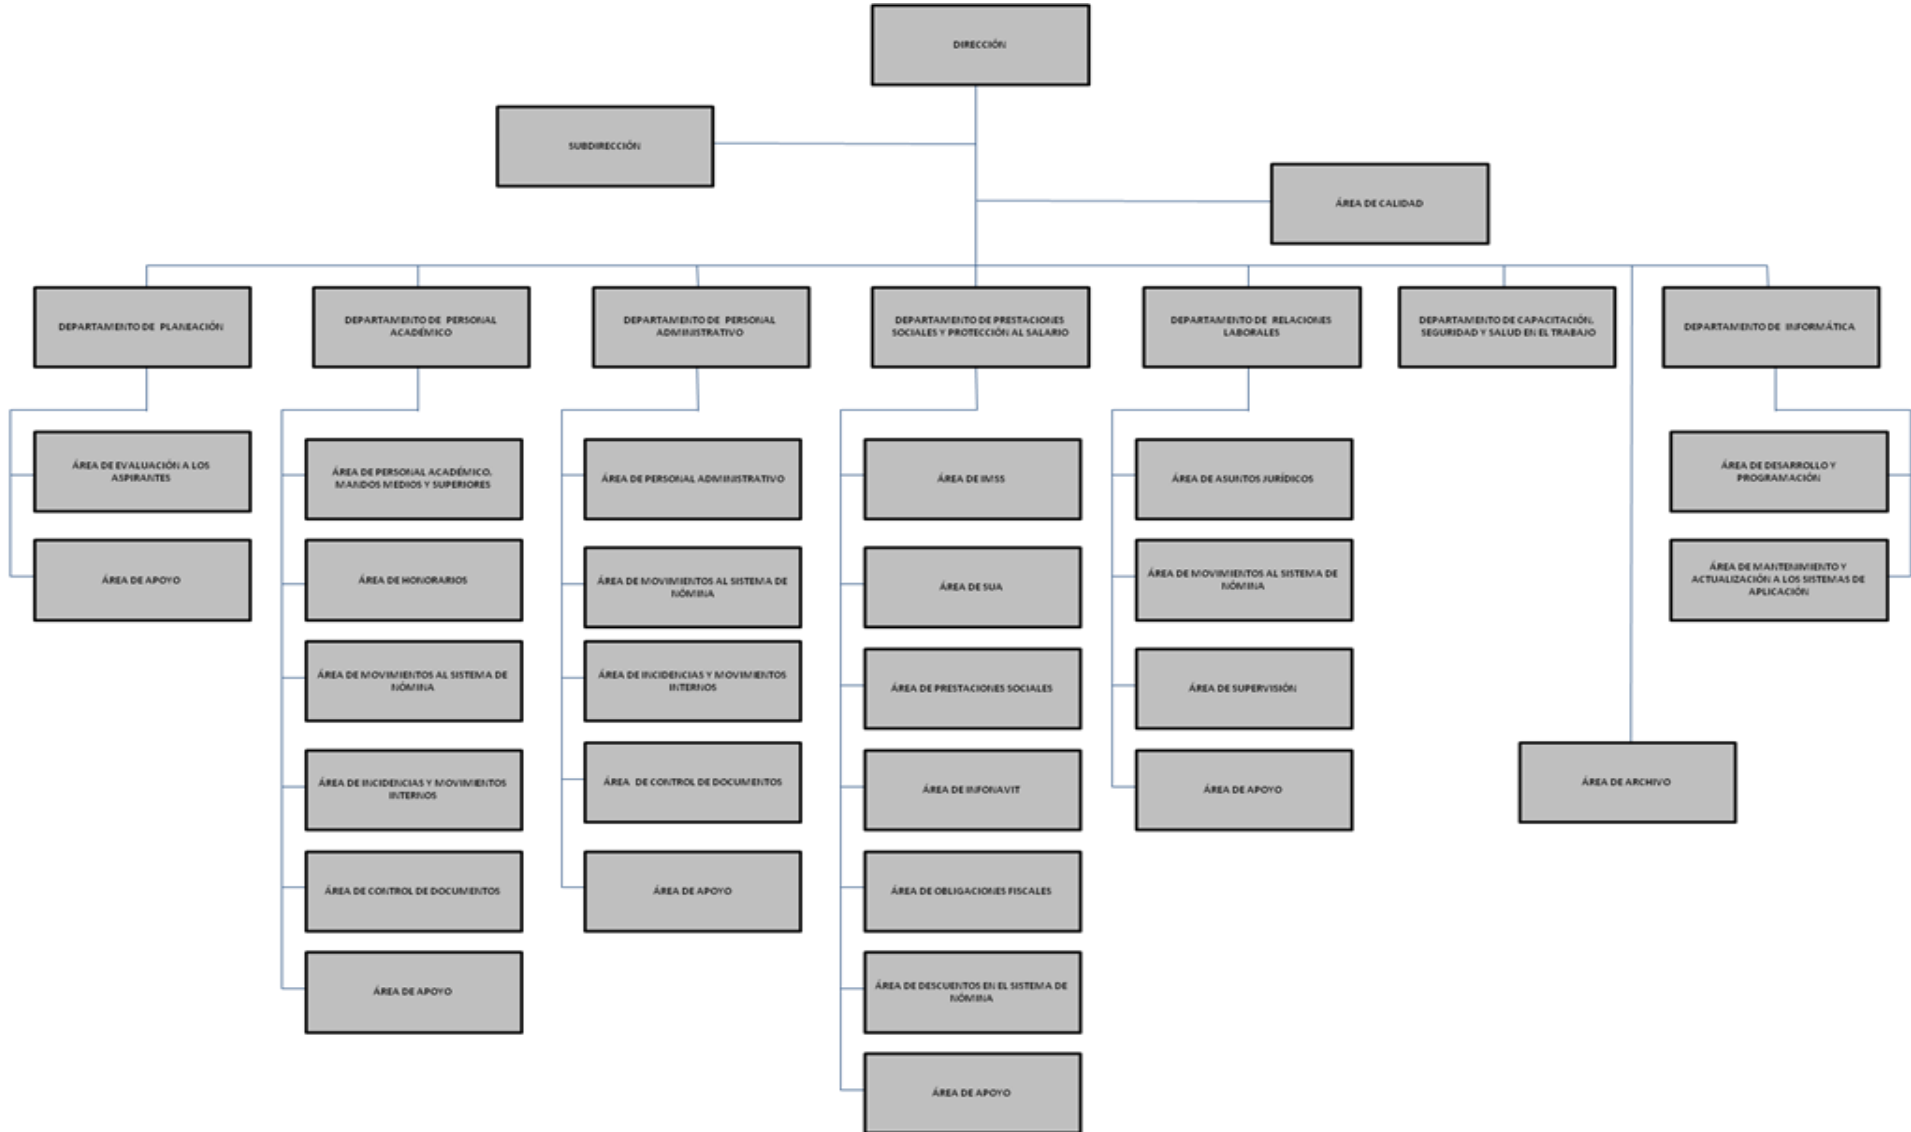 DIRECCIÓN
SUBDIRECCIÓN
ÁREA DE CALIDAD
DEPARTAMENTO DE PLANEACIÓN
DEPARTAMENTO DE PERSONAL
ACADÉMICO
DEPARTAMENTO DE PERSONAL
ADMINISTRATIVO
DEPARTAMENTO DE PRESTACIONES
SOCIALES Y PROTECCIÓN AL SALARIO
DEPARTAMENTO DE RELACIONES
LABORALES
DEPARTAMENTO DE CAPACITACIÓN,
SEGURIDAD Y SALUD EN EL TRABAJO
DEPARTAMENTO DE INFORMÁTICA
ÁREA DE EVALUACIÓN A LOS
ASPIRANTES
ÁREA DE APOYO
ÁREA DE PERSONAL ACADÉMICO,
MANDOS MEDIOS Y SUPERIORES
ÁREA DE HONORARIOS
ÁREA DE MOVIMIENTOS AL SISTEMA DE
NÓMINA
ÁREA DE INCIDENCIAS Y MOVIMIENTOS
INTERNOS
ÁREA DE CONTROL DE DOCUMENTOS
ÁREA DE APOYO
ÁREA DE PERSONAL ADMINISTRATIVO
ÁREA DE MOVIMIENTOS AL SISTEMA DE
NÓMINA
ÁREA DE INCIDENCIAS Y MOVIMIENTOS
INTERNOS
ÁREA DE CONTROL DE DOCUMENTOS
ÁREA DE APOYO
ÁREA DE IMSS
ÁREA DE SUA
ÁREA DE PRESTACIONES SOCIALES
ÁREA DE INFONAVIT
ÁREA DE OBLIGACIONES FISCALES
ÁREA DE DESCUENTOS EN EL SISTEMA DE
NÓMINA
ÁREA DE APOYO
ÁREA DE ASUNTOS JURÍDICOS
ÁREA DE MOVIMIENTOS AL SISTEMA DE
NÓMINA
ÁREA DE SUPERVISIÓN
ÁREA DE APOYO
ÁREA DE ARCHIVO
ÁREA DE DESARROLLO Y
PROGRAMACIÓN
ÁREA DE MANTENIMIENTO Y
ACTUALIZACIÓN A LOS SISTEMAS DE
APLICACIÓN